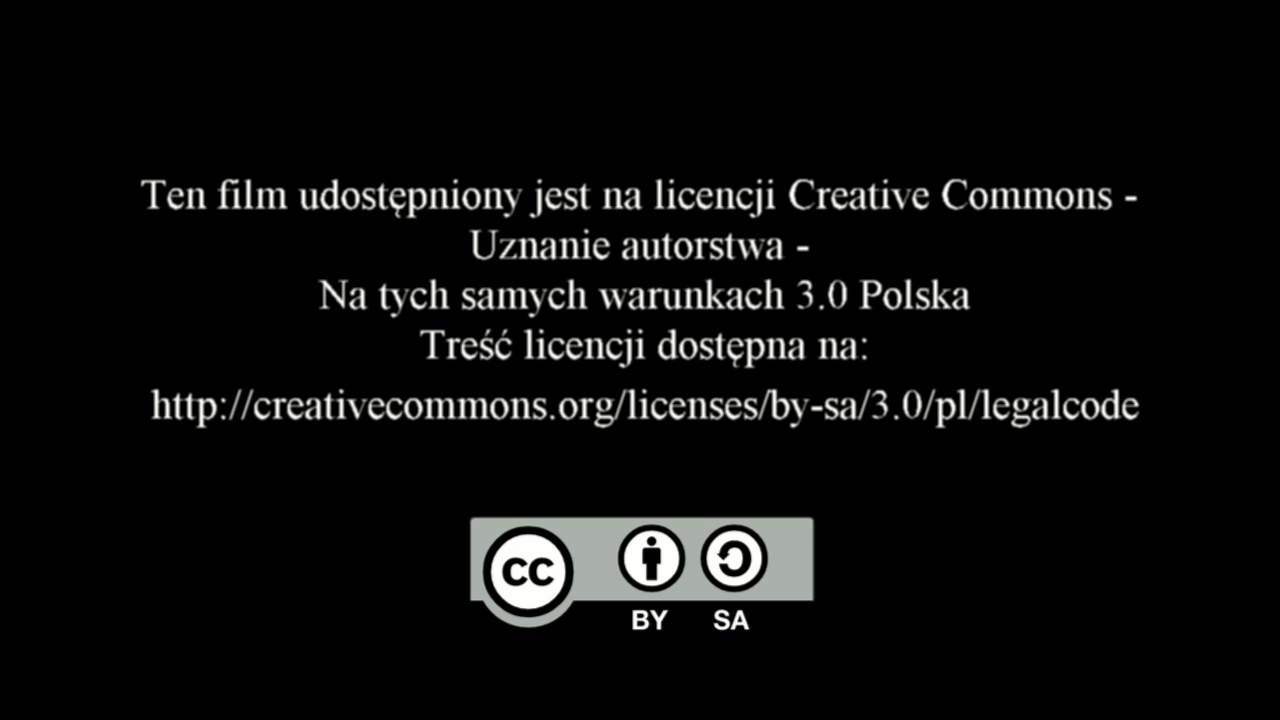 Ten film udostępniony jest na licencji Creative Commons -
Uznanie autorstwa -
Na tych samych warunkach 3.0 Polska
Treść licencji dostępna na:
http://creativecommons.org/licenses/by-sa/3.0/pl/legalcode
cc
BY SA